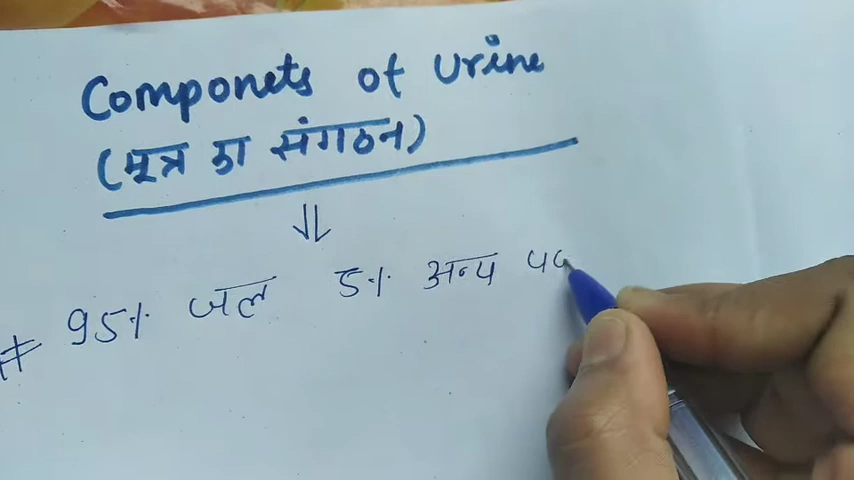 Componets of Urine
(मूत्र का संगठन)
# 95% जल 5% अन्य